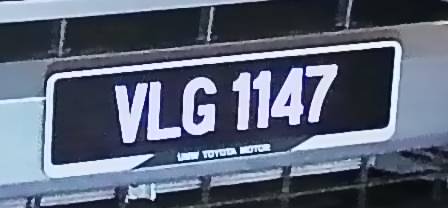 VLG 1147
UMW TOYOTA MOTOR